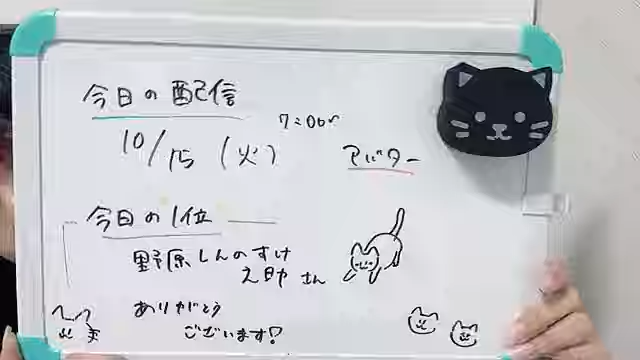 今日の配信
7:00~
10/15 (火)
アバター
今日の1位
野原しんのすけ
之助 さん
ありがとう
ございます!